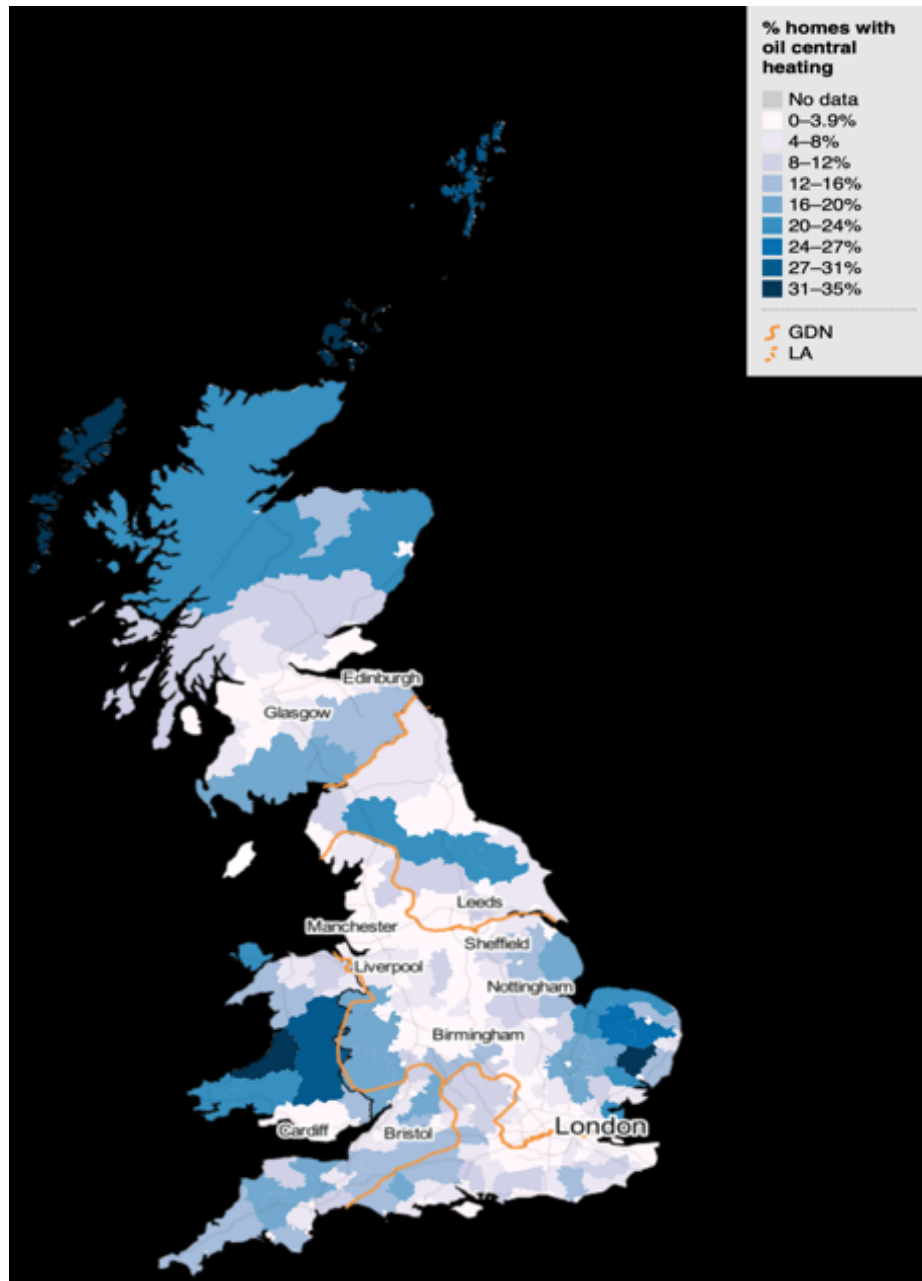 % homes with
oil central
heating
No data
0–3.9%
4–8%
8–12%
12–16%
16–20%
20–24%
24–27%
27–31%
31–35%
GDN
LA
Edinburgh
Glasgow
Leeds
Manchester
Sheffield
Liverpool
Nottingham
Birmingham
Cardiff
Bristol
London